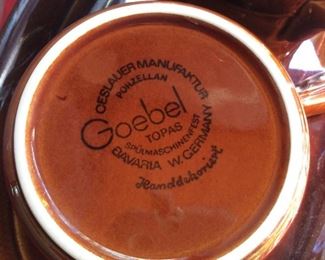 OESLAUER MANUFAKTUR
PORZELLAN
Goebel
TOPAS
SPÜLMASCHINENFEST
BAVARIA W. GERMANY
Handdekoriert